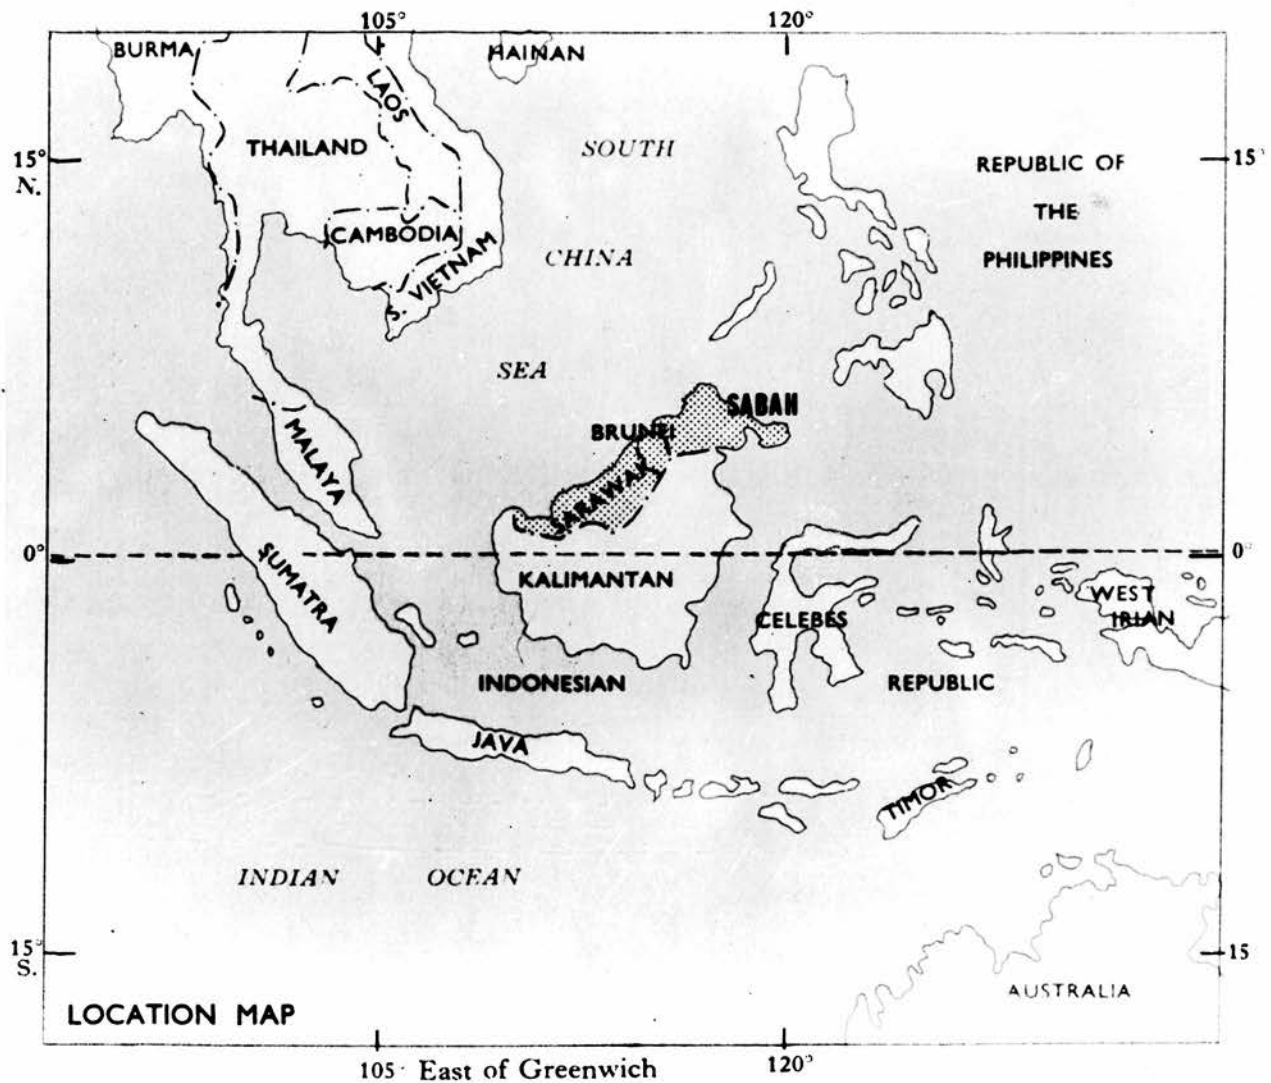 105° 120°
BURMA HAINAN
LAOS
THAILAND SOUTH
15° REPUBLIC OF 15°
N.
THE
CAMBODIA
S. VIETNAM CHINA PHILIPPINES
SEA
SABAH
BRUNEI
MALAYA
SARAWAK
0° 0°
SUMATRA KALIMANTAN
WEST
CELEBES IRIAN
INDONESIAN REPUBLIC
JAVA
TIMOR
INDIAN OCEAN
15° 15
S.
AUSTRALIA
LOCATION MAP
105° East of Greenwich 120°